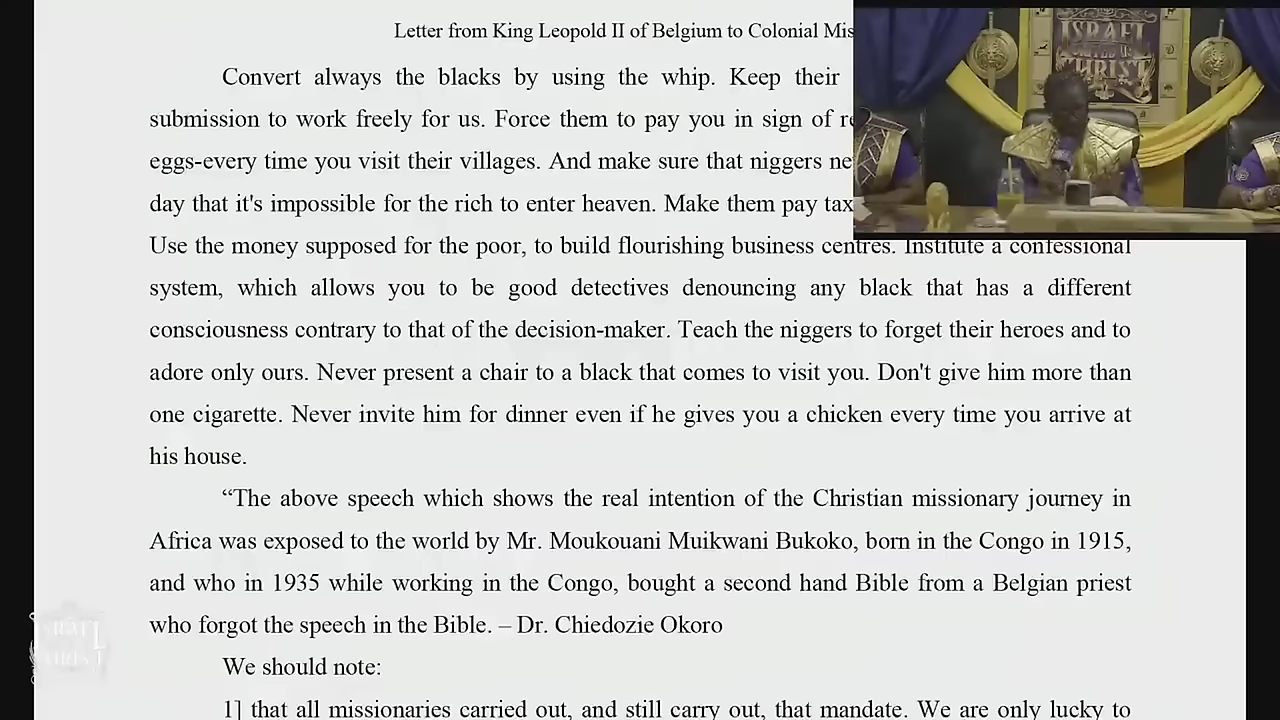 Letter from King Leopold II of Belgium to Colonial Mis
Convert always the blacks by using the whip. Keep their
submission to work freely for us. Force them to pay you in sign of re
eggs-every time you visit their villages. And make sure that niggers ne
day that it's impossible for the rich to enter heaven. Make them pay tax
Use the money supposed for the poor, to build flourishing business centres. Institute a confessional
system, which allows you to be good detectives denouncing any black that has a different
consciousness contrary to that of the decision-maker. Teach the niggers to forget their heroes and to
adore only ours. Never present a chair to a black that comes to visit you. Don't give him more than
one cigarette. Never invite him for dinner even if he gives you a chicken every time you arrive at
his house.
“The above speech which shows the real intention of the Christian missionary journey in
Africa was exposed to the world by Mr. Moukouani Muikwani Bukoko, born in the Congo in 1915,
and who in 1935 while working in the Congo, bought a second hand Bible from a Belgian priest
who forgot the speech in the Bible. – Dr. Chiedozie Okoro
We should note:
1] that all missionaries carried out, and still carry out, that mandate. We are only lucky to
ISRAEL
UNITED IN
CHRIST
ISRAEL
CHRIST